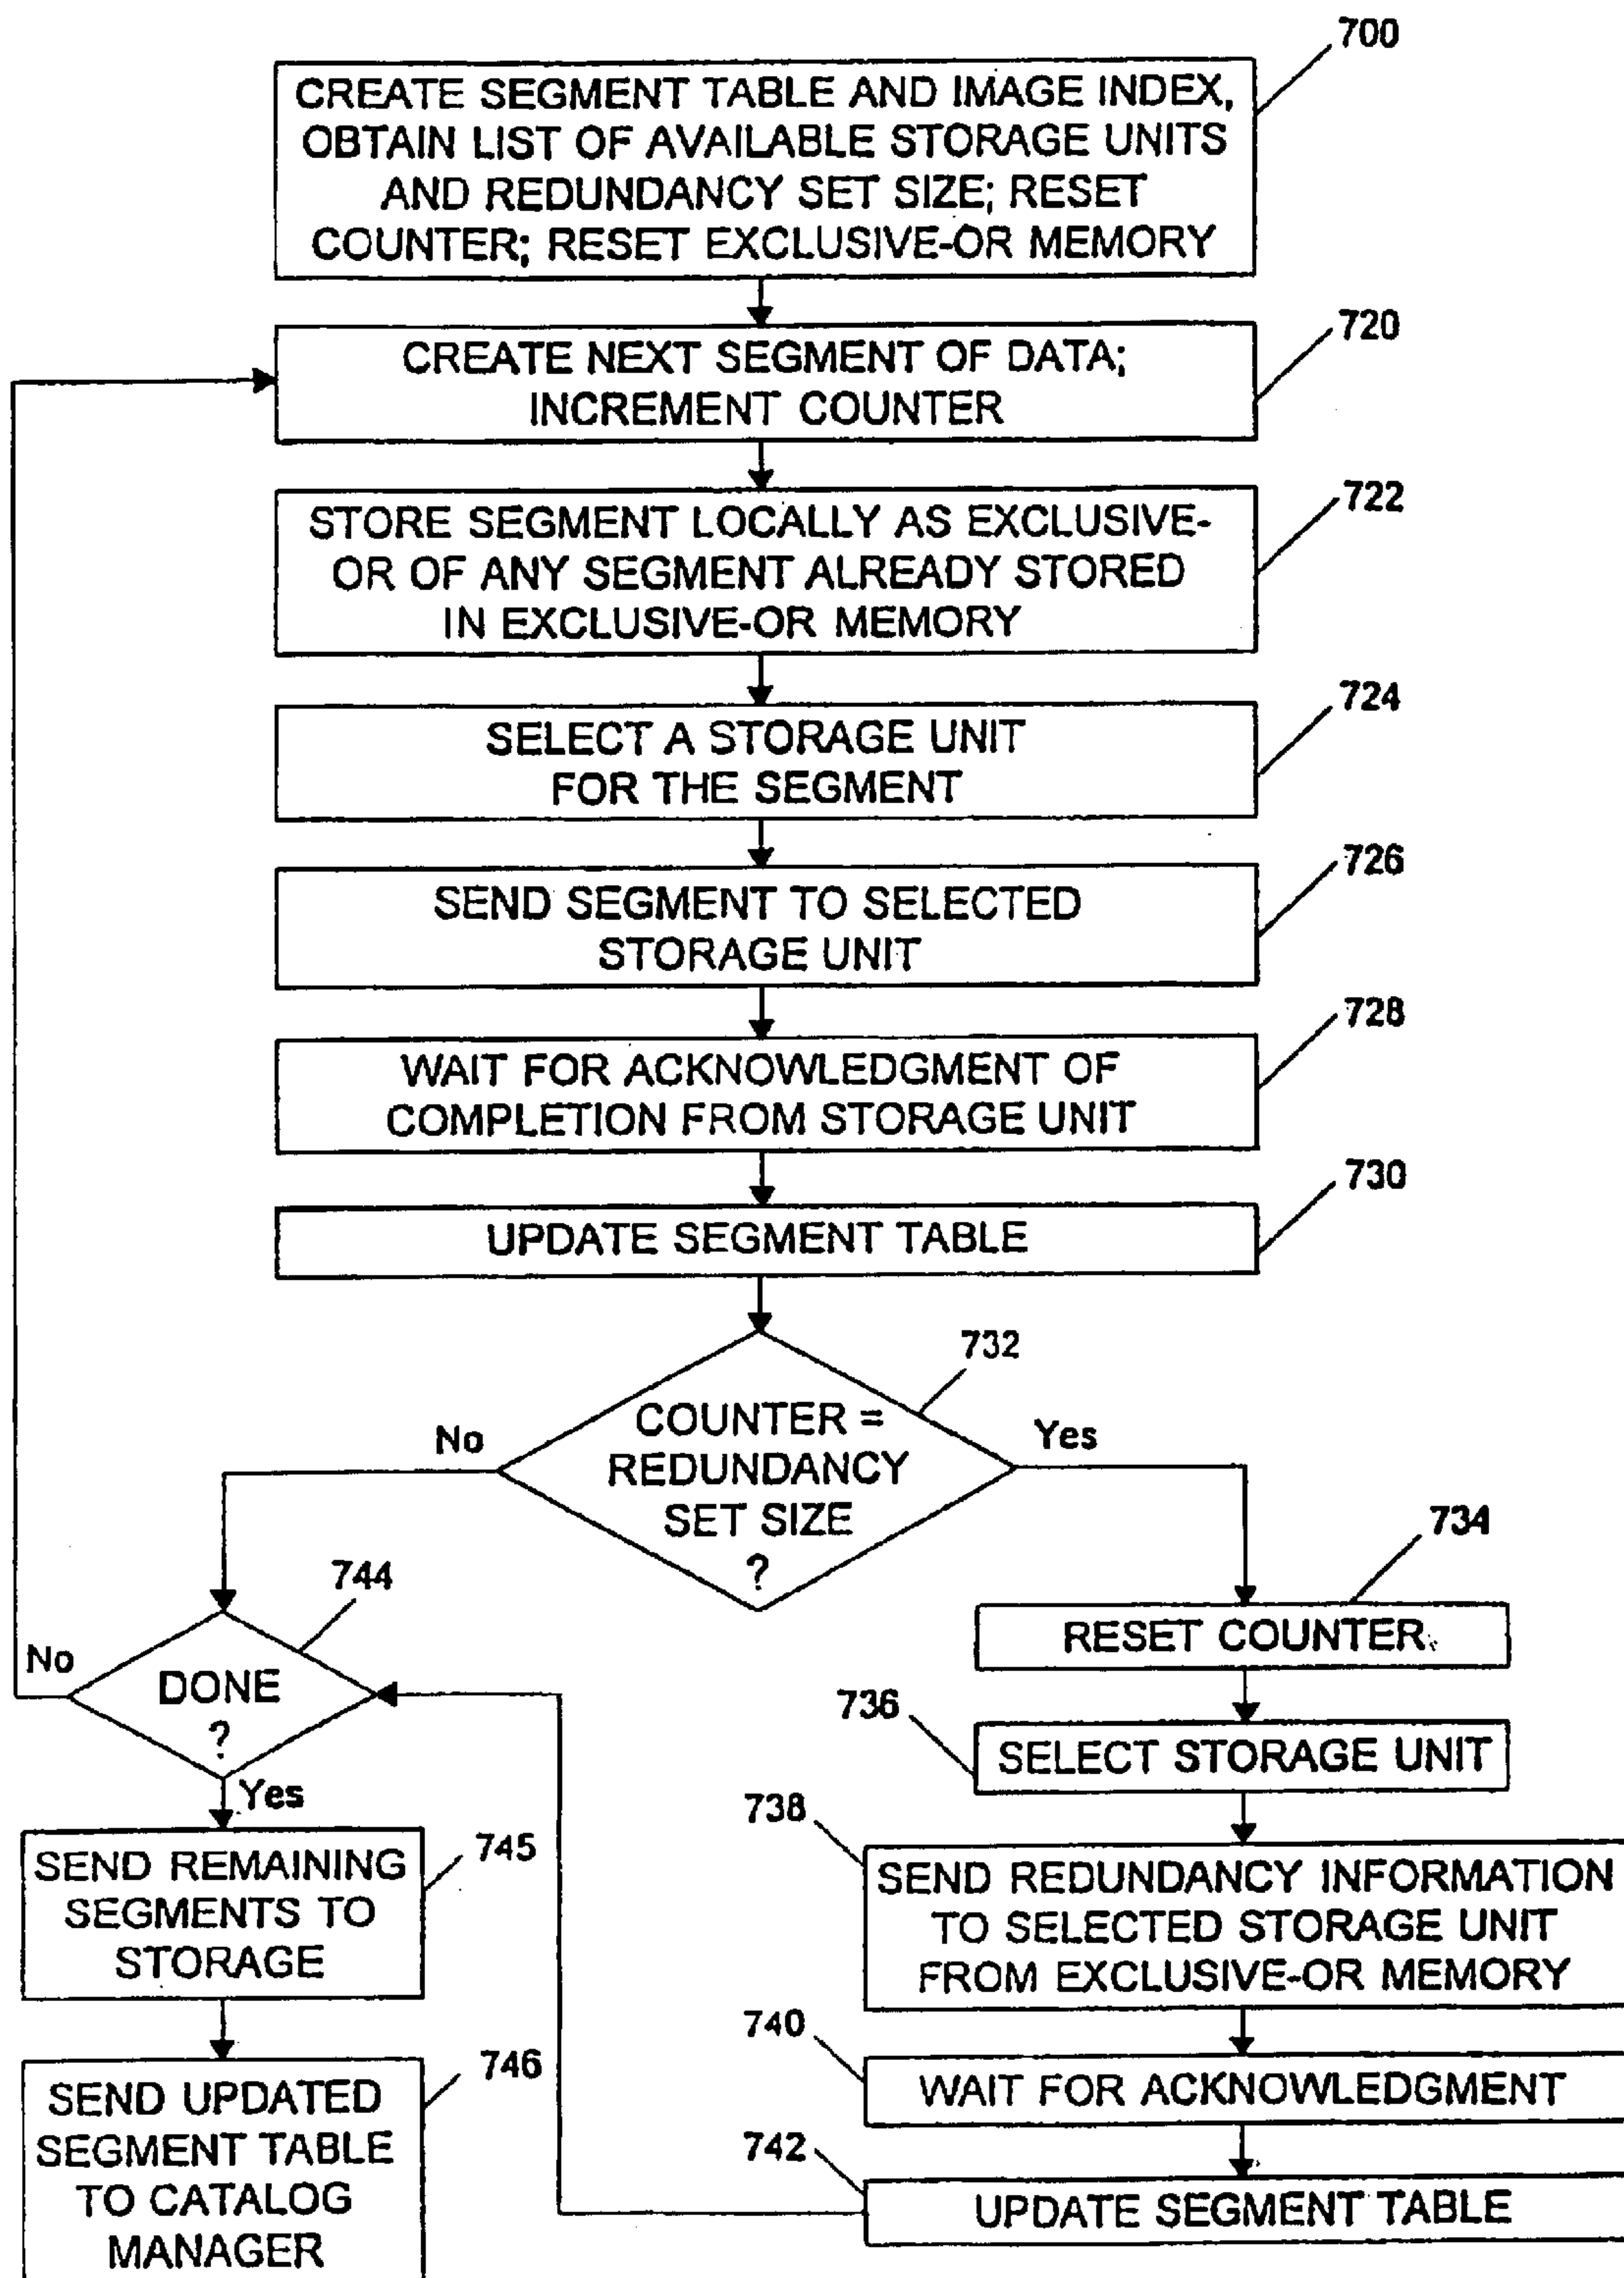 700
CREATE SEGMENT TABLE AND IMAGE INDEX,
OBTAIN LIST OF AVAILABLE STORAGE UNITS
AND REDUNDANCY SET SIZE; RESET
COUNTER; RESET EXCLUSIVE-OR MEMORY
720
CREATE NEXT SEGMENT OF DATA;
INCREMENT COUNTER
722
STORE SEGMENT LOCALLY AS EXCLUSIVE-
OR OF ANY SEGMENT ALREADY STORED
IN EXCLUSIVE-OR MEMORY
724
SELECT A STORAGE UNIT
FOR THE SEGMENT
726
SEND SEGMENT TO SELECTED
STORAGE UNIT
728
WAIT FOR ACKNOWLEDGMENT OF
COMPLETION FROM STORAGE UNIT
730
UPDATE SEGMENT TABLE
732
COUNTER =
REDUNDANCY
SET SIZE
?
No
Yes
734
RESET COUNTER
736
SELECT STORAGE UNIT
738
SEND REDUNDANCY INFORMATION
TO SELECTED STORAGE UNIT
FROM EXCLUSIVE-OR MEMORY
740
WAIT FOR ACKNOWLEDGMENT
742
UPDATE SEGMENT TABLE
744
DONE
?
No
Yes
745
SEND REMAINING
SEGMENTS TO
STORAGE
746
SEND UPDATED
SEGMENT TABLE
TO CATALOG
MANAGER